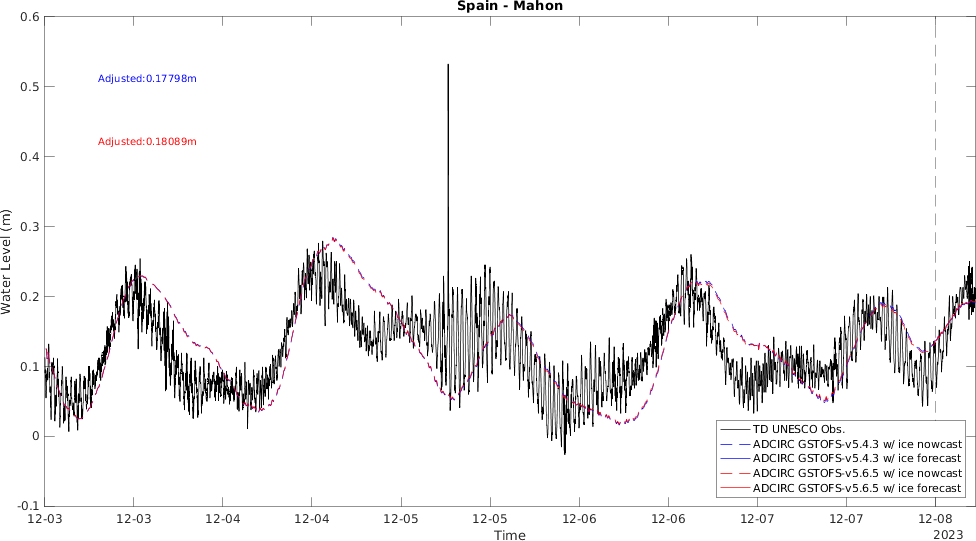 Spain - Mahon
0.6
0.5
0.4
0.3
0.2
0.1
0
-0.1
Water Level (m)
Adjusted:0.17798m
Adjusted:0.18089m
TD UNESCO Obs.
ADCIRC GSTOFS-v5.4.3 w/ ice nowcast
ADCIRC GSTOFS-v5.4.3 w/ ice forecast
ADCIRC GSTOFS-v5.6.5 w/ ice nowcast
ADCIRC GSTOFS-v5.6.5 w/ ice forecast
12-03 12-03 12-04 12-04 12-05 12-05 12-06 12-06 12-07 12-07 12-08
Time
2023